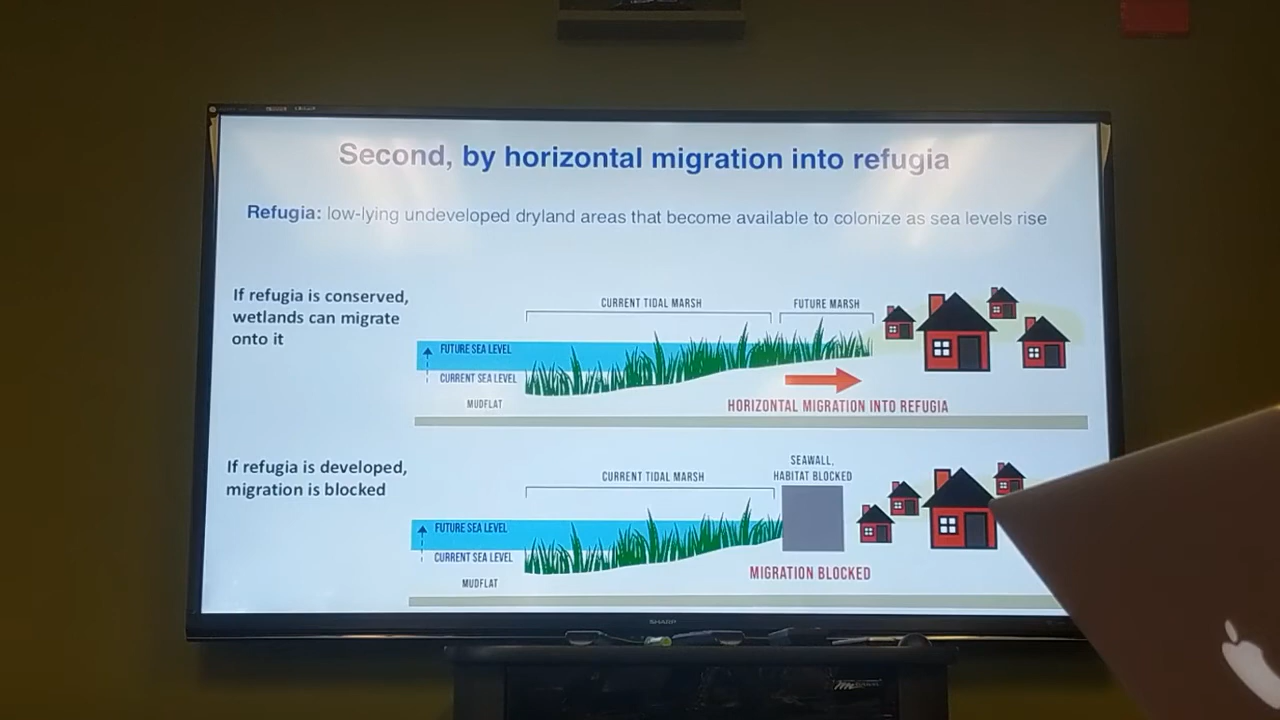 Second, by horizontal migration into refugia
Refugia: low-lying undeveloped dryland areas that become available to colonize as sea levels rise
If refugia is conserved,
wetlands can migrate
onto it
CURRENT TIDAL MARSH
FUTURE MARSH
FUTURE SEA LEVEL
CURRENT SEA LEVEL
MUDFLAT
HORIZONTAL MIGRATION INTO REFUGIA
If refugia is developed,
migration is blocked
CURRENT TIDAL MARSH
SEAWALL,
HABITAT BLOCKED
FUTURE SEA LEVEL
CURRENT SEA LEVEL
MUDFLAT
MIGRATION BLOCKED
SHARP